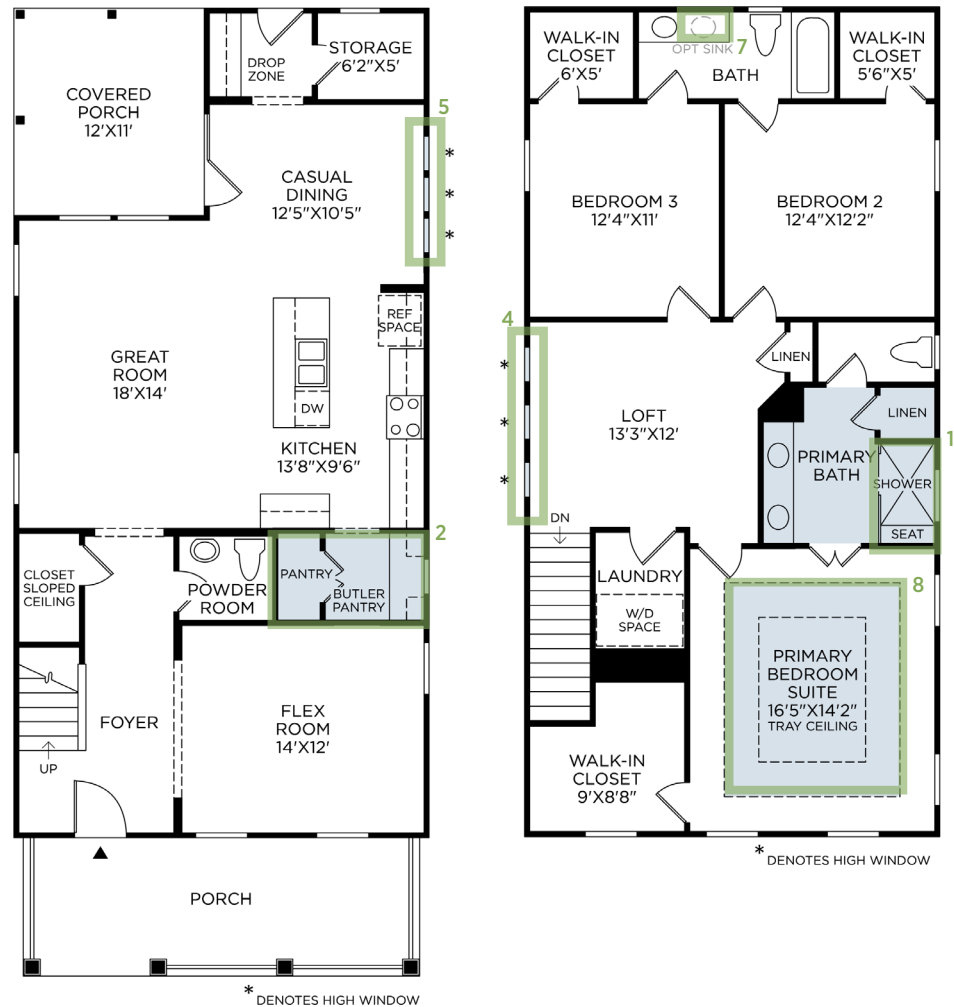 DROP
ZONE
STORAGE
6'2"X5'
COVERED
PORCH
12'X11'
5
*
*
*
CASUAL
DINING
12'5"X10'5"
REF
SPACE
GREAT
ROOM
18'X14'
DW
KITCHEN
13'8"X9'6"
2
CLOSET
SLOPED
CEILING
POWDER
ROOM
PANTRY
BUTLER
PANTRY
FOYER
FLEX
ROOM
14'X12'
UP
PORCH
* DENOTES HIGH WINDOW
WALK-IN
CLOSET
6'X5'
OPT SINK
7
BATH
WALK-IN
CLOSET
5'6"X5'
BEDROOM 3
12'4"X11'
BEDROOM 2
12'4"X12'2"
4
*
*
*
LINEN
LOFT
13'3"X12'
LINEN
1
PRIMARY
BATH
SHOWER
SEAT
DN
LAUNDRY
W/D
SPACE
8
PRIMARY
BEDROOM
SUITE
16'5"X14'2"
TRAY CEILING
WALK-IN
CLOSET
9'X8'8"
* DENOTES HIGH WINDOW